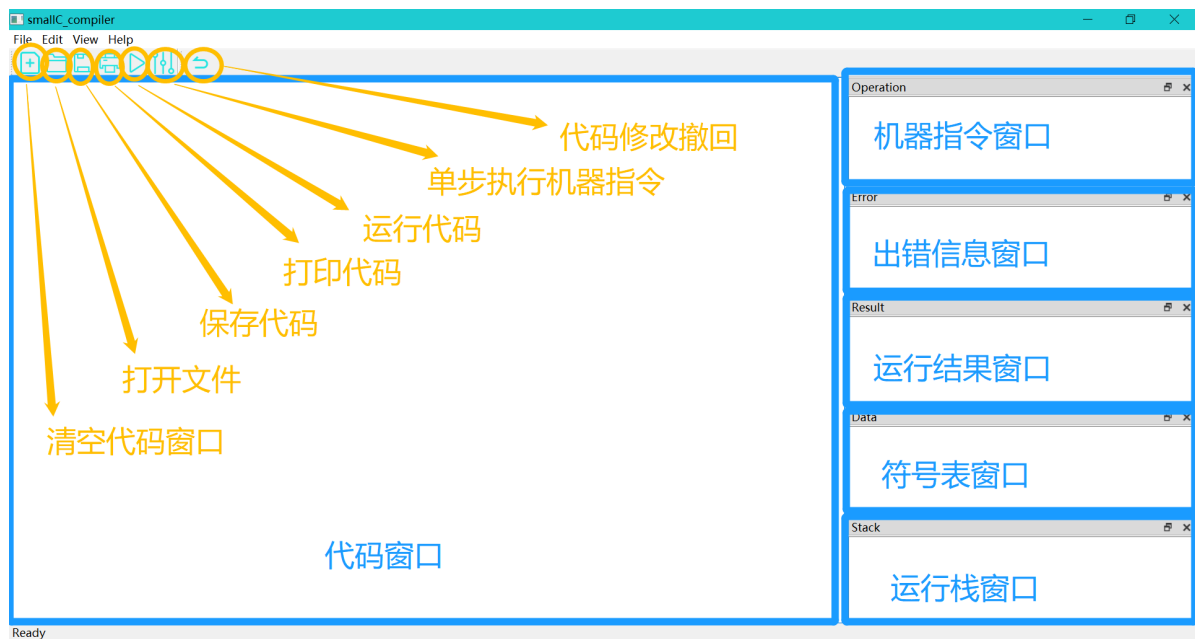 smallC_compiler
File Edit View Help
Operation
代码修改撤回
机器指令窗口
单步执行机器指令
Error
运行代码
出错信息窗口
打印代码
Result
保存代码
运行结果窗口
打开文件
Data
清空代码窗口
符号表窗口
Stack
代码窗口
运行栈窗口
Ready